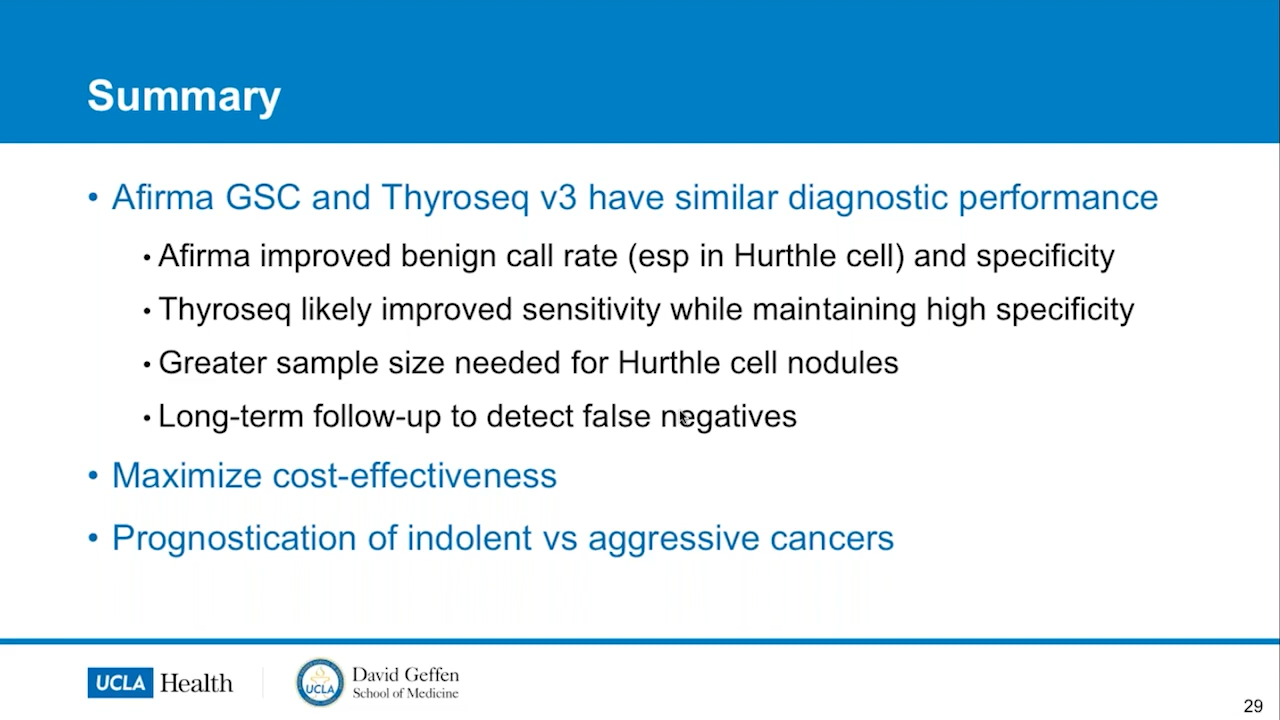 Summary
• Afirma GSC and Thyroseq v3 have similar diagnostic performance
• Afirma improved benign call rate (esp in Hurthle cell) and specificity
• Thyroseq likely improved sensitivity while maintaining high specificity
• Greater sample size needed for Hurthle cell nodules
• Long-term follow-up to detect false negatives
• Maximize cost-effectiveness
• Prognostication of indolent vs aggressive cancers
UCLA Health
UCLA
David Geffen
School of Medicine
29